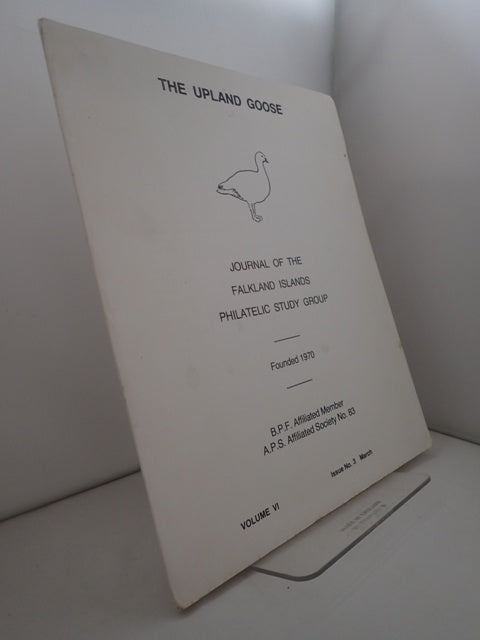 THE UPLAND GOOSE
JOURNAL OF THE
FALKLAND ISLANDS
PHILATELIC STUDY GROUP
Founded 1970
B.P.F. Affiliated Member
A.P.S. Affiliated Society No. 83
VOLUME VI
Issue No. 3 March